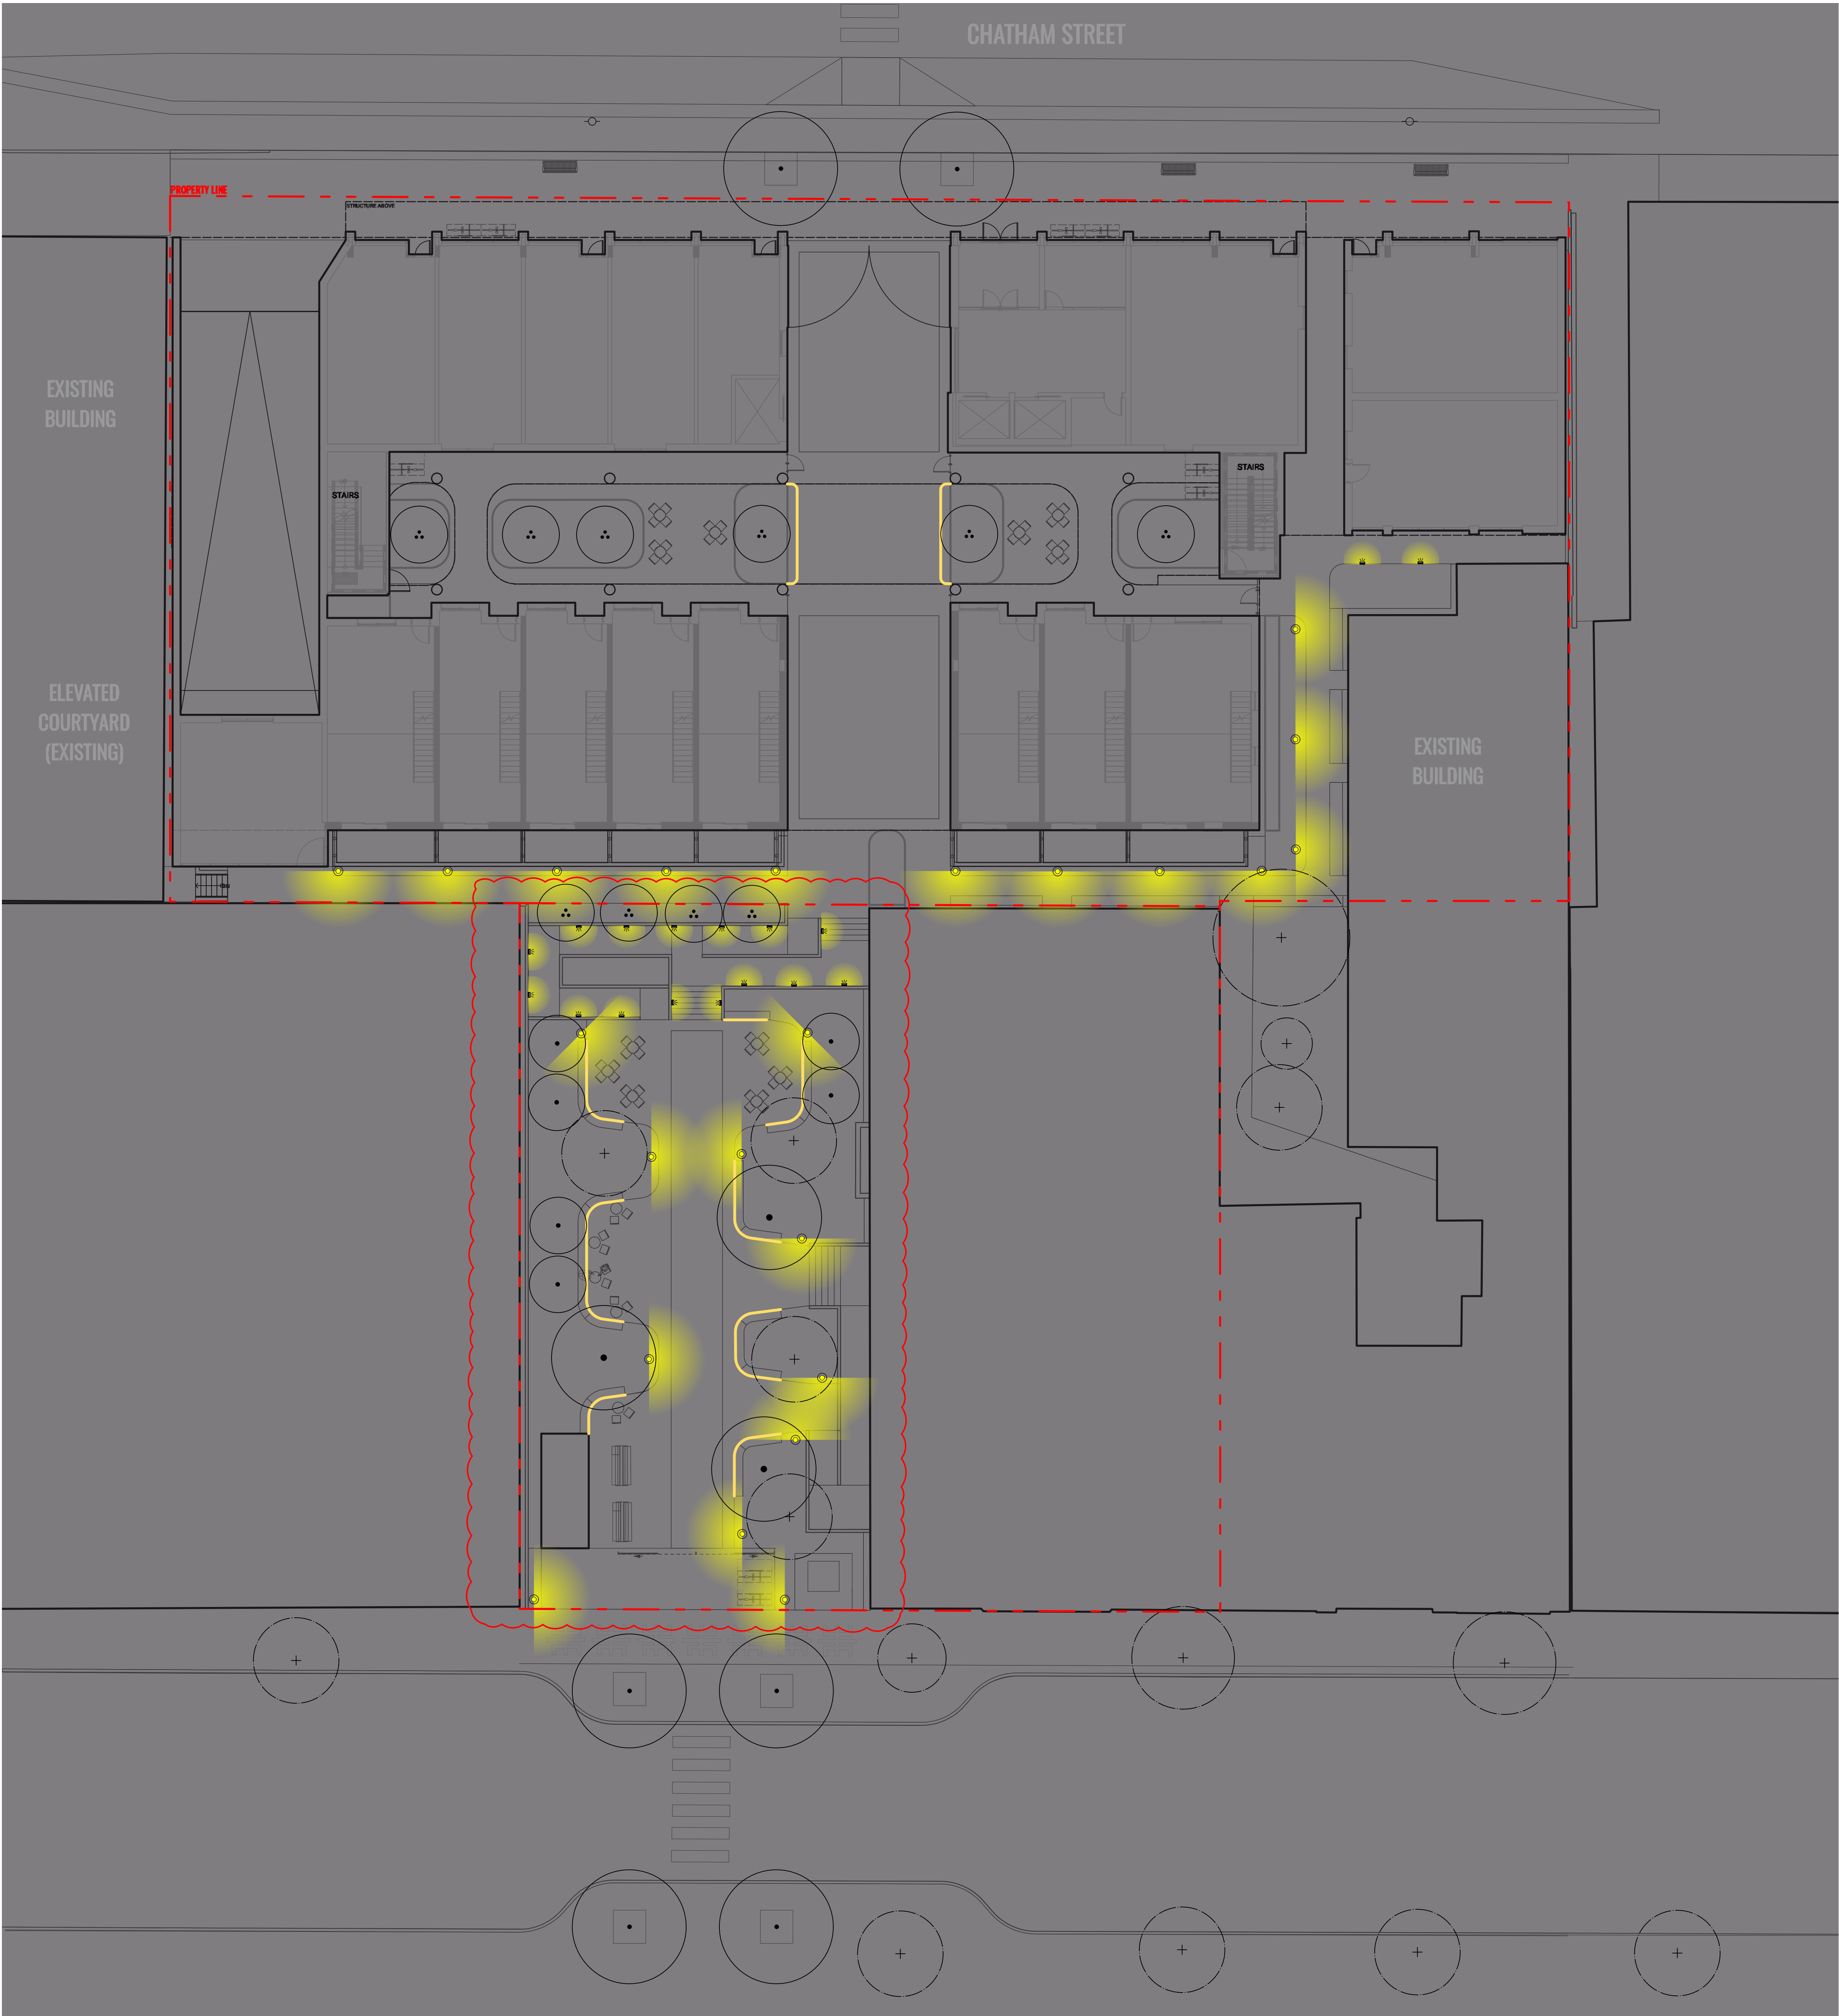 CHATHAM STREET
PROPERTY LINE
STRUCTURE ABOVE
EXISTING
BUILDING
STAIRS
STAIRS
ELEVATED
COURTYARD
(EXISTING)
EXISTING
BUILDING